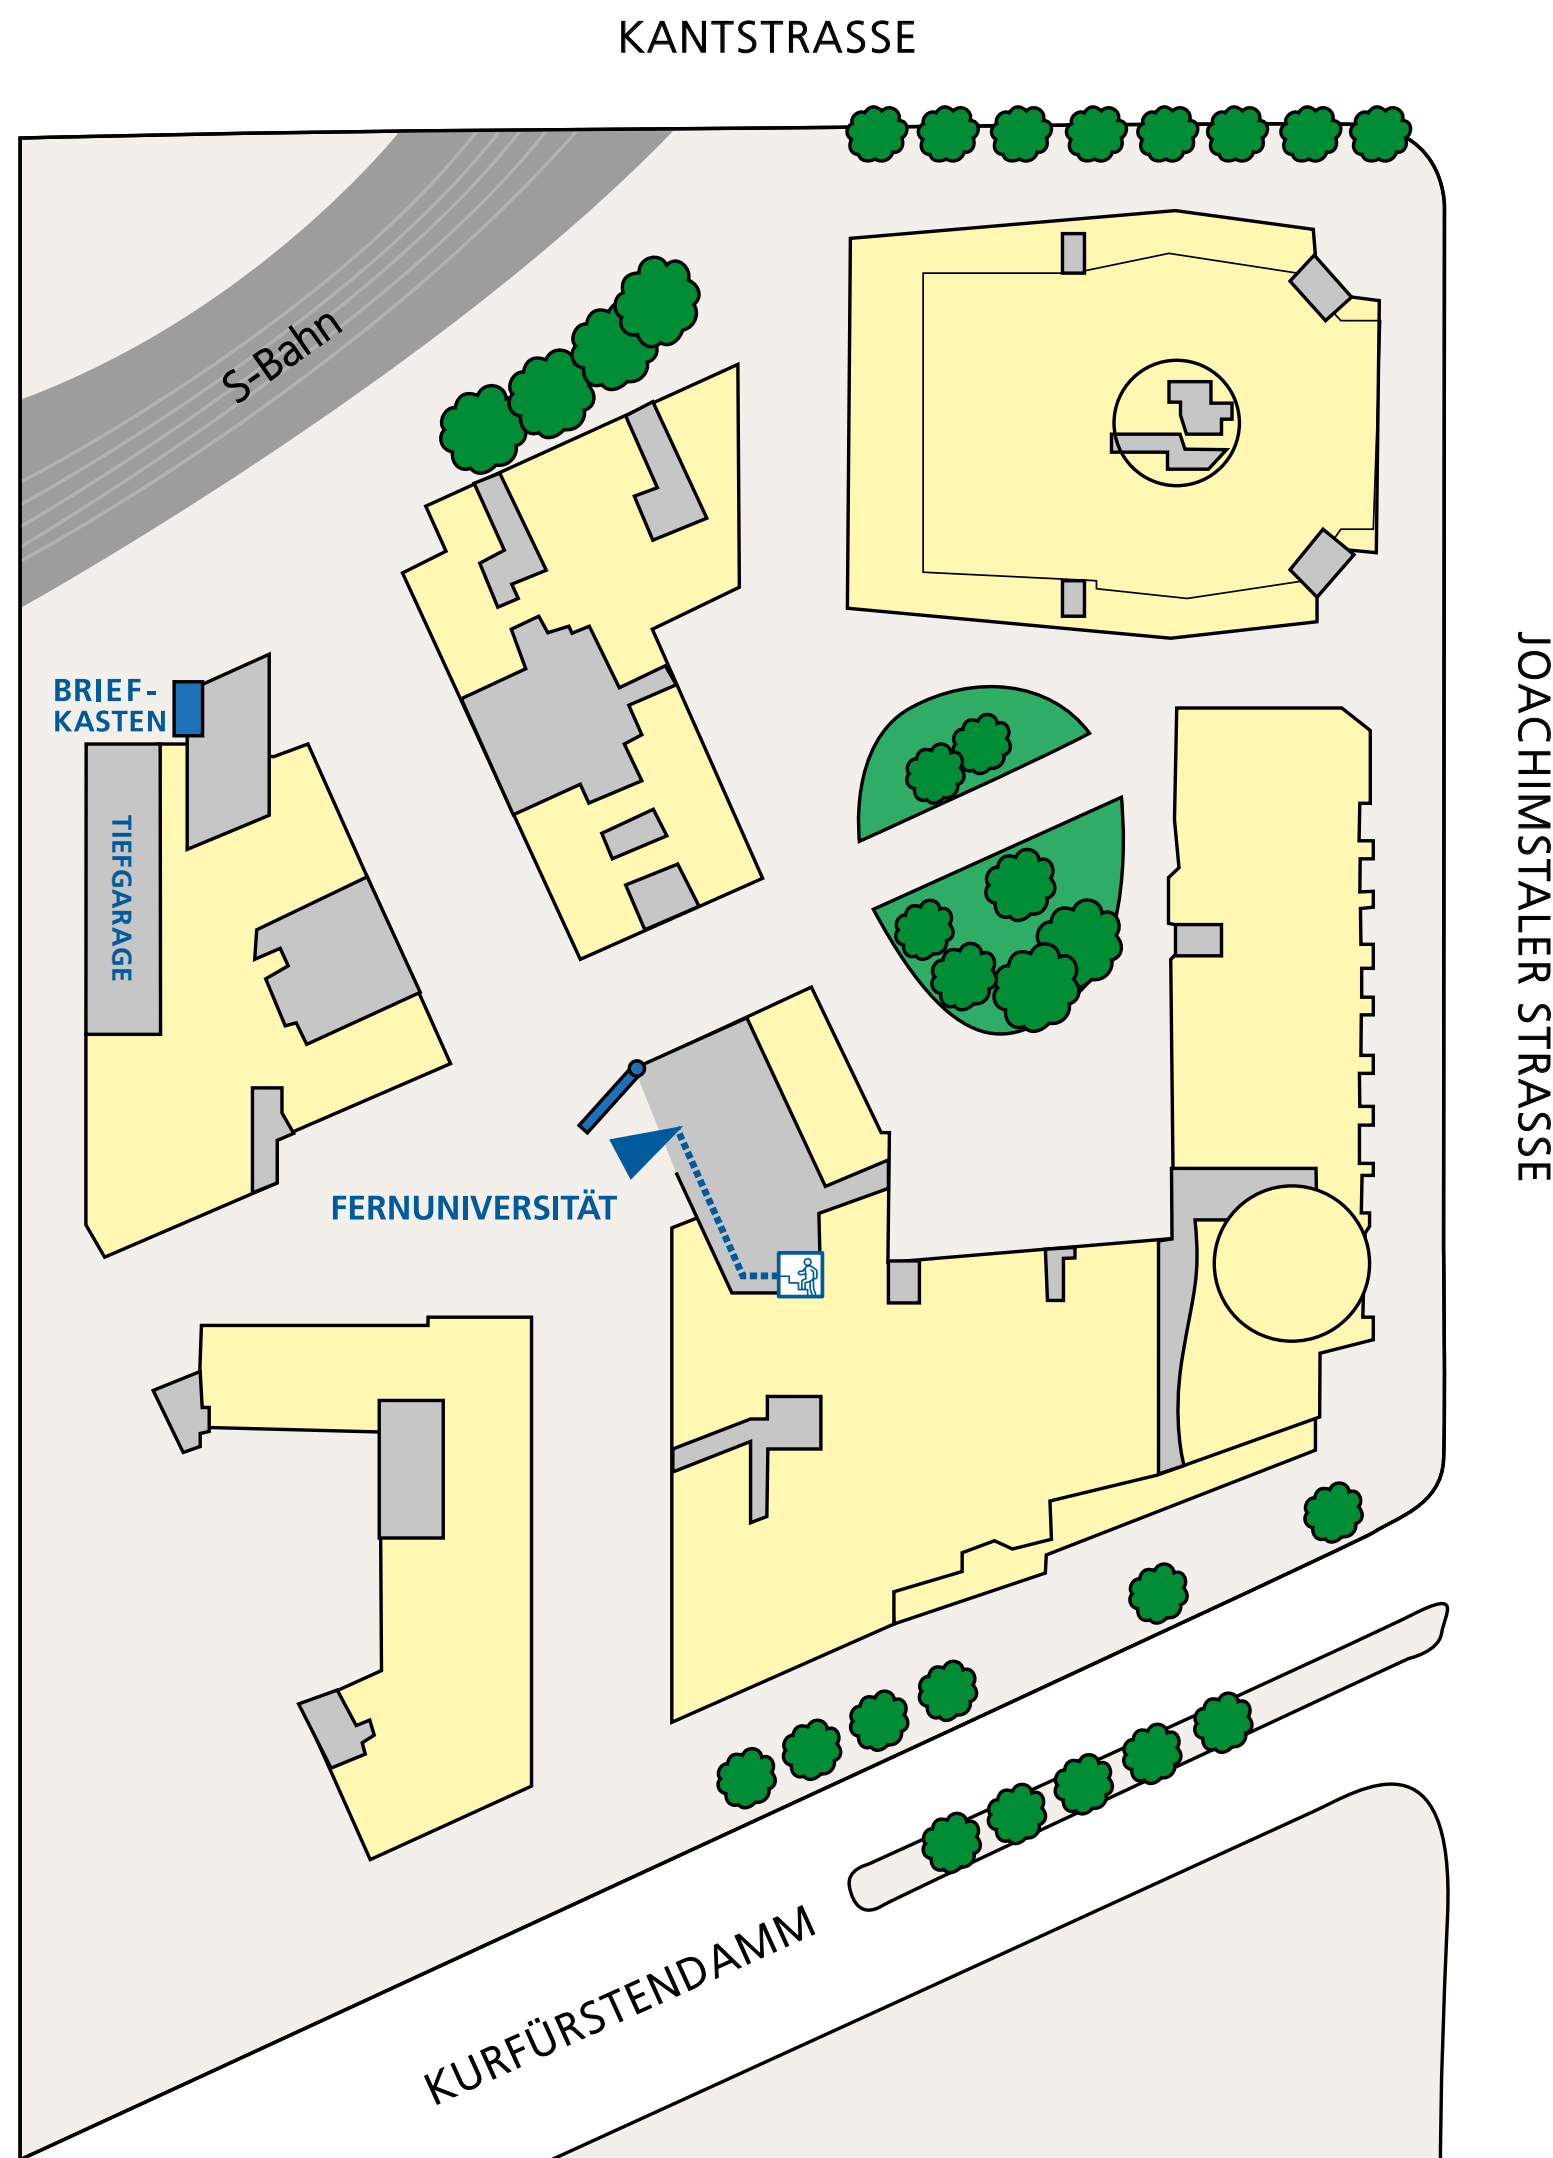 KANTSTRASSE
S-Bahn
JOACHIMSTALER STRASSE
BRIEF-
KASTEN
TIEFGARAGE
FERNUNIVERSITÄT
KURFÜRSTENDAMM